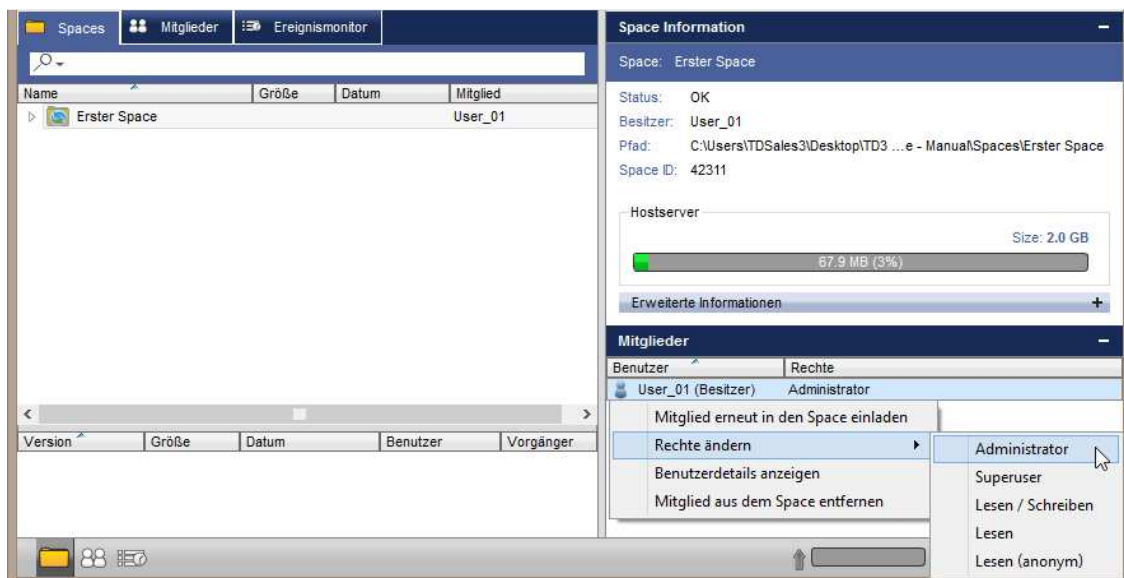 Spaces Mitglieder Ereignismonitor
Name Größe Datum Mitglied
Erster Space User_01
Version Größe Datum Benutzer Vorgänger
Space Information
Space: Erster Space
Status: OK
Besitzer: User_01
Pfad: C:\Users\TDSales3\Desktop\TD3 ...e - Manual\Spaces\Erster Space
Space ID: 42311
Hostserver
Size: 2.0 GB
67.9 MB (3%)
Erweiterte Informationen
Mitglieder
Benutzer Rechte
User_01 (Besitzer) Administrator
Mitglied erneut in den Space einladen
Rechte ändern
Benutzerdetails anzeigen
Mitglied aus dem Space entfernen
Administrator
Superuser
Lesen / Schreiben
Lesen
Lesen (anonym)